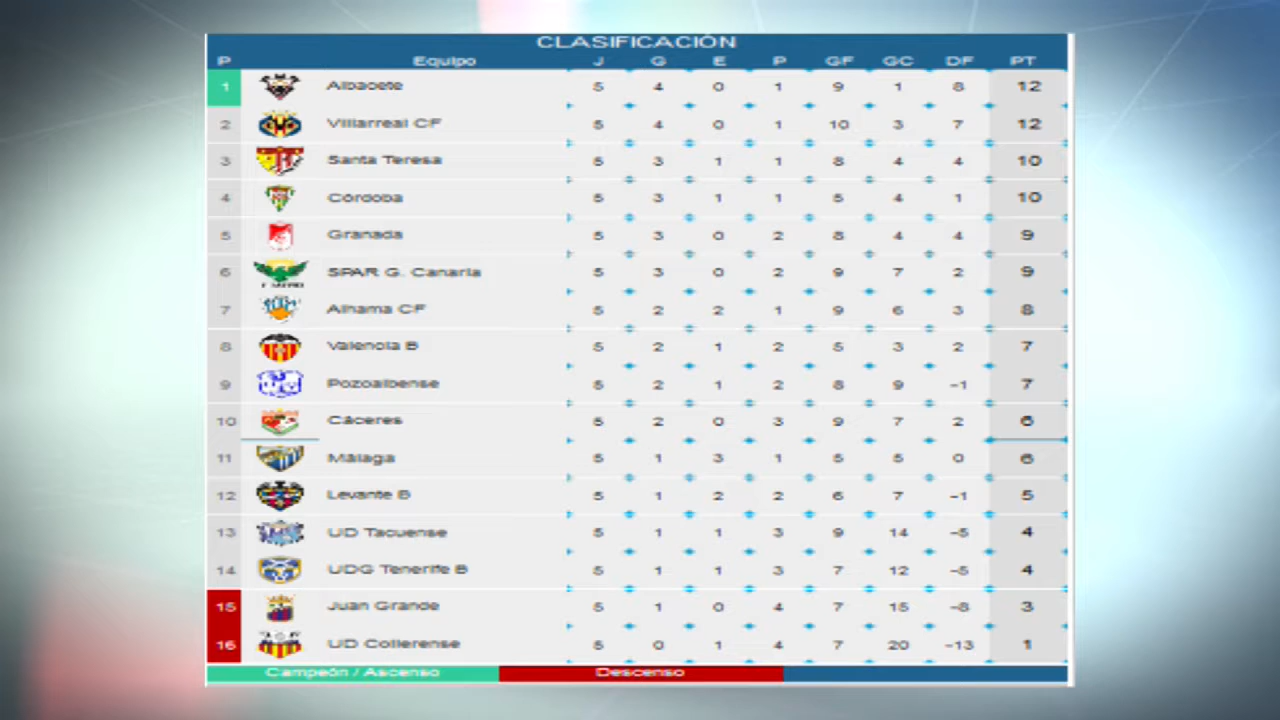 CLASIFICACIÓN
P Equipo J G E P GF GC DF PT
1 Albacete 5 4 0 1 9 1 8 12
2 Villarreal CF 5 4 0 1 10 3 7 12
3 Santa Teresa 5 3 1 1 8 4 4 10
4 Córdoba 5 3 1 1 5 4 1 10
5 Granada 5 3 0 2 8 4 4 9
6 SPAR G. Canaria 5 3 0 2 9 7 2 9
7 Alhama CF 5 2 2 1 9 6 3 8
8 Valencia B 5 2 1 2 5 3 2 7
9 Pozoalbense 5 2 1 2 8 9 -1 7
10 Cáceres 5 2 0 3 9 7 2 6
11 Málaga 5 1 3 1 5 5 0 6
12 Levante B 5 1 2 2 6 7 -1 5
13 UD Tacuense 5 1 1 3 9 14 -5 4
14 UDG Tenerife B 5 1 1 3 7 12 -5 4
15 Juan Grande 5 1 0 4 7 15 -8 3
16 UD Collerense 5 0 1 4 7 20 -13 1
Campeón / Ascenso Descenso